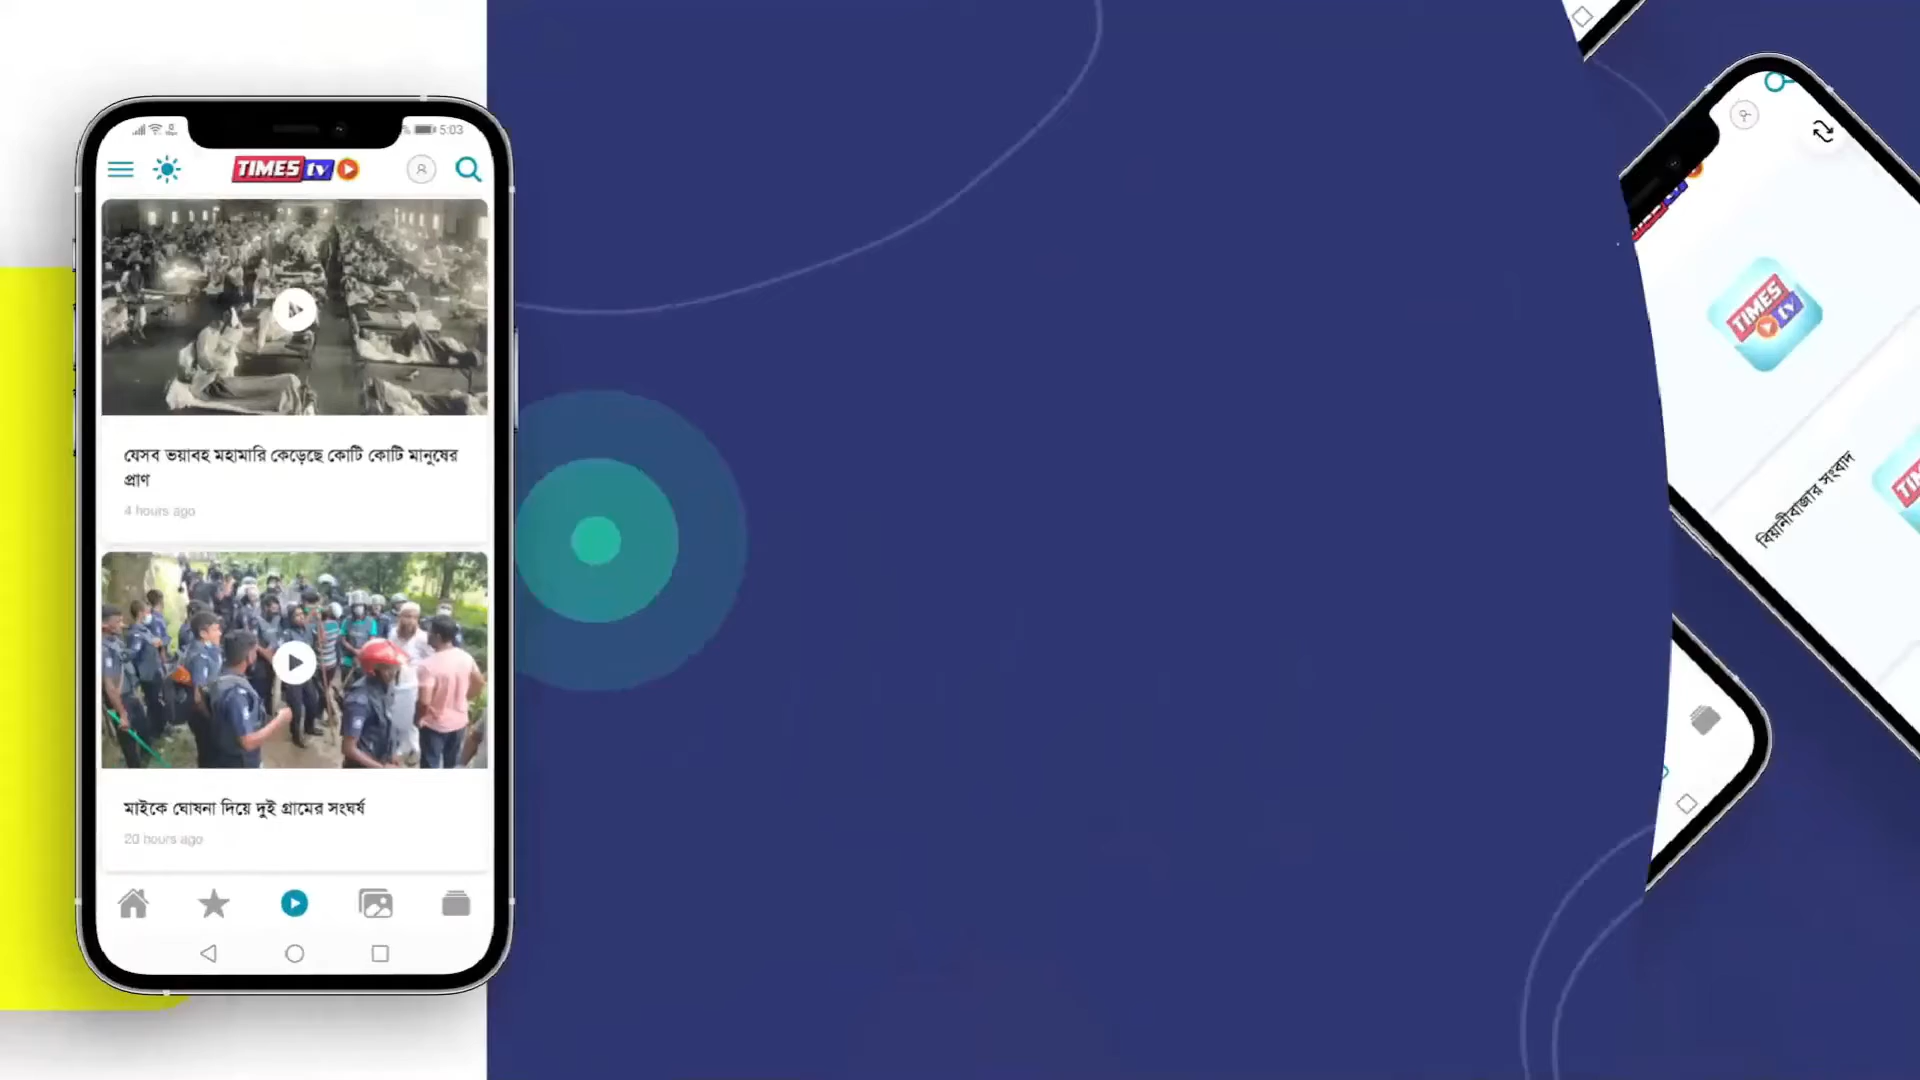 5:03
TIMES tv
যেসব ভয়াবহ মহামারি কেড়েছে কোটি কোটি মানুষের
প্রাণ
4 hours ago
মাইকে ঘোষনা দিয়ে দুই গ্রামের সংঘর্ষ
20 hours ago
TIMES tv
বিয়ানীবাজার সংবাদ